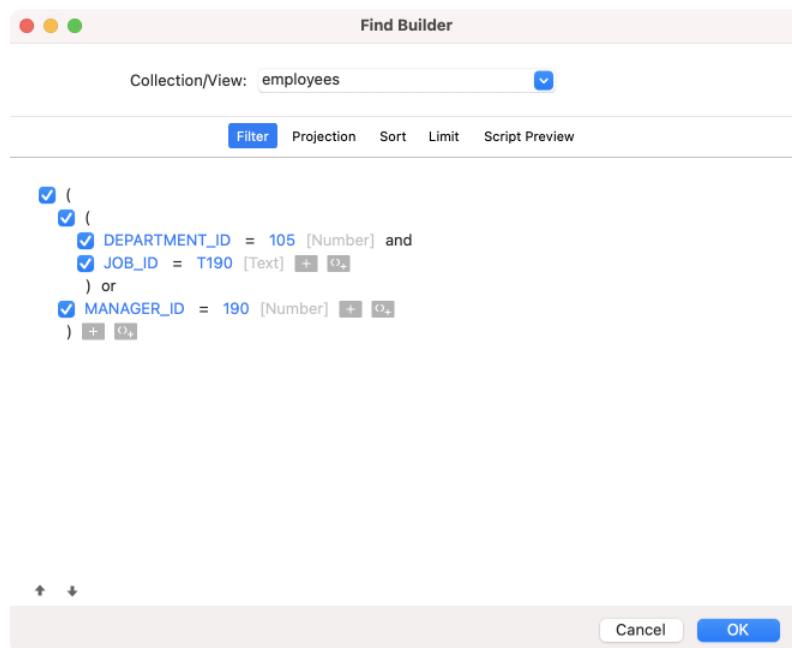 Find Builder
Collection/View: employees
Filter Projection Sort Limit Script Preview
(
(
DEPARTMENT_ID = 105 [Number] and
JOB_ID = T190 [Text] + <>+
) or
MANAGER_ID = 190 [Number] + <>+
) + <>+
Cancel OK